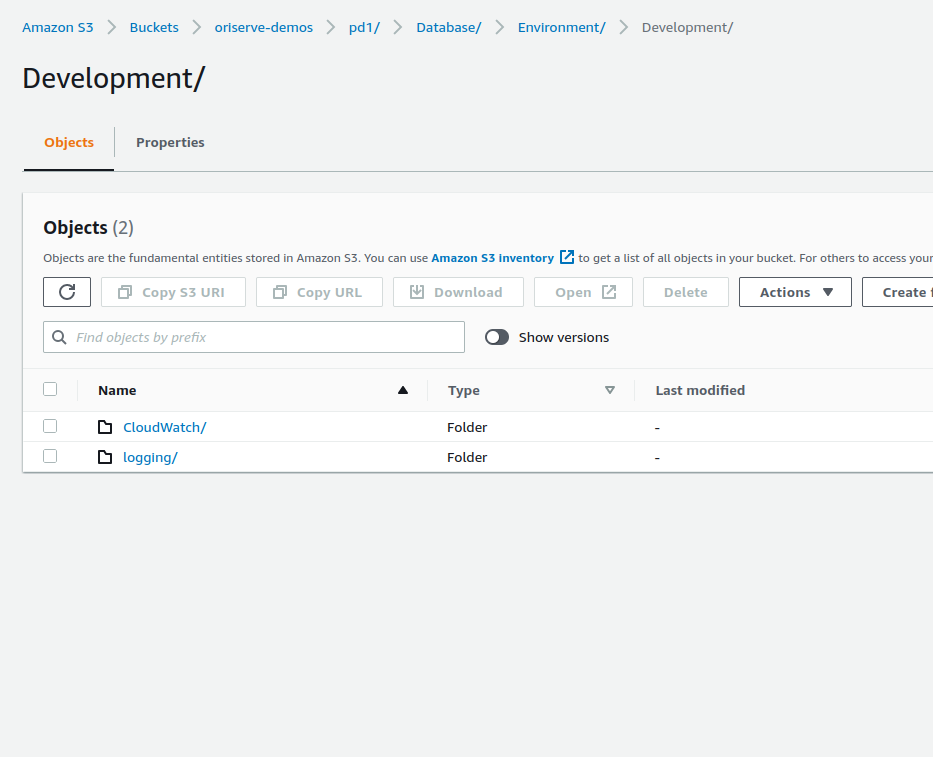 Amazon S3 Buckets oriserve-demos pd1/ Database/ Environment/ Development/
Development/
Objects Properties
Objects (2)
Objects are the fundamental entities stored in Amazon S3. You can use Amazon S3 inventory to get a list of all objects in your bucket. For others to access your
Copy S3 URI Copy URL Download Open Delete Actions Create
Find objects by prefix Show versions
Name Type Last modified
CloudWatch/ Folder -
logging/ Folder -